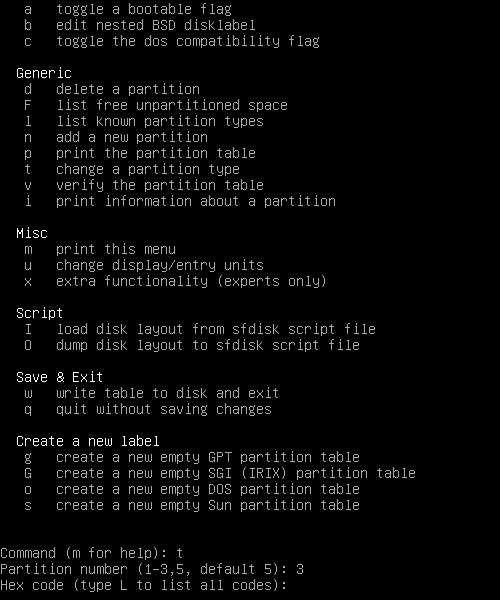 a   toggle a bootable flag
b   edit nested BSD disklabel
c   toggle the dos compatibility flag
Generic
d   delete a partition
F   list free unpartitioned space
l   list known partition types
n   add a new partition
p   print the partition table
t   change a partition type
v   verify the partition table
i   print information about a partition
Misc
m   print this menu
u   change display/entry units
x   extra functionality (experts only)
Script
I   load disk layout from sfdisk script file
O   dump disk layout to sfdisk script file
Save & Exit
w   write table to disk and exit
q   quit without saving changes
Create a new label
g   create a new empty GPT partition table
G   create a new empty SGI (IRIX) partition table
o   create a new empty DOS partition table
s   create a new empty Sun partition table
Command (m for help): t
Partition number (1-3,5, default 5): 3
Hex code (type L to list all codes):